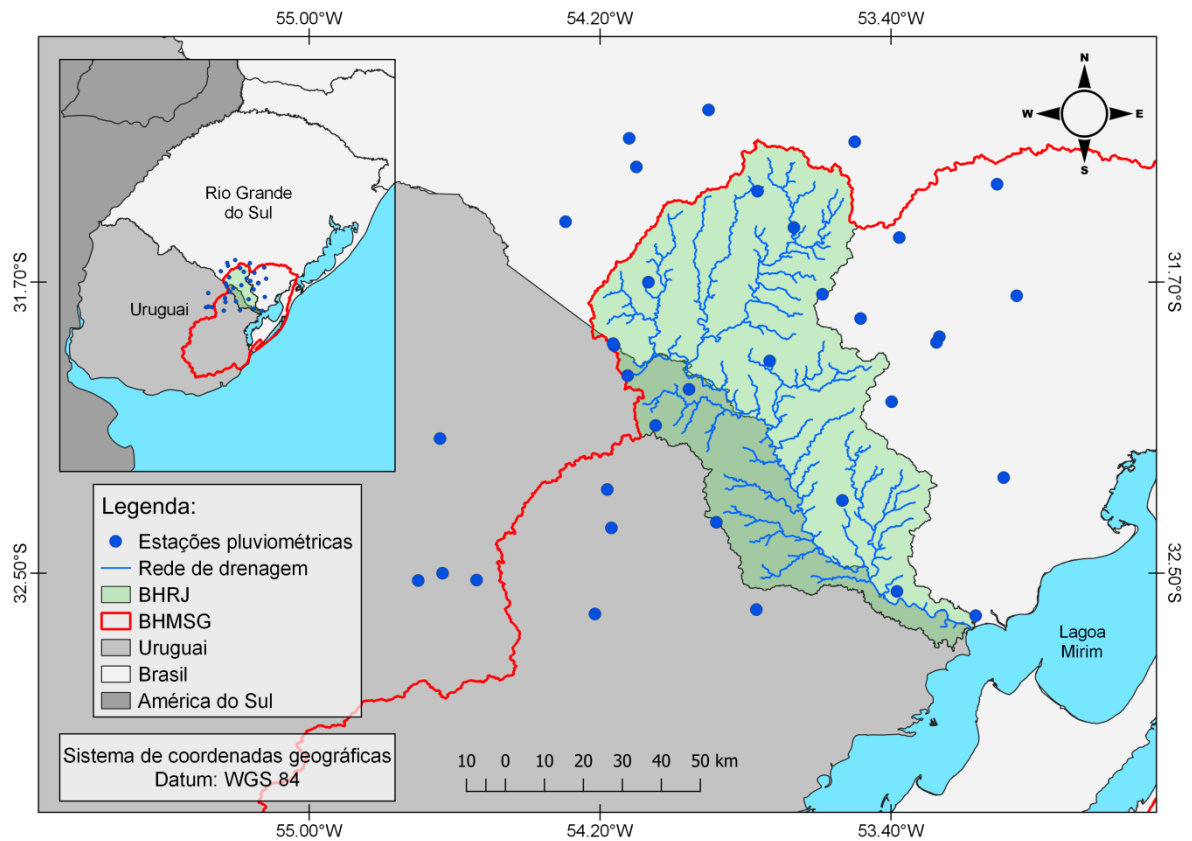 55.00°W
54.20°W
53.40°W
N
W
E
S
Rio Grande
do Sul
Uruguai
31.70°S
31.70°S
Legenda:
Estações pluviométricas
Rede de drenagem
BHRJ
BHMSG
Uruguai
Brasil
América do Sul
32.50°S
32.50°S
Lagoa
Mirim
Sistema de coordenadas geográficas
Datum: WGS 84
10 0 10 20 30 40 50 km
55.00°W
54.20°W
53.40°W